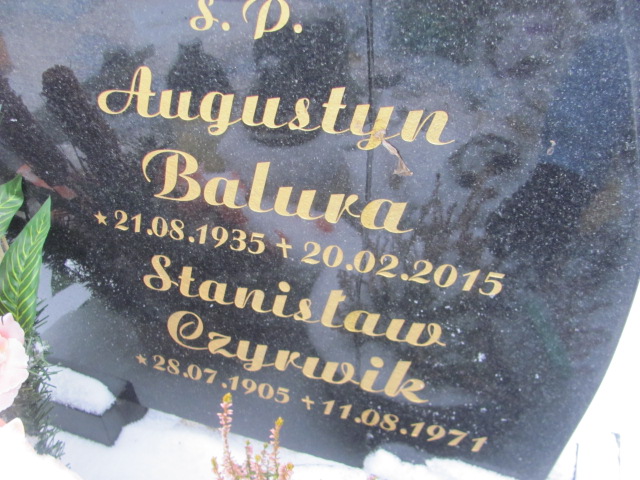 Ś. P.
Augustyn
Balura
* 21.08.1935 + 20.02.2015
Stanisław
Czyrwik
* 28.07.1905 + 11.08.1971